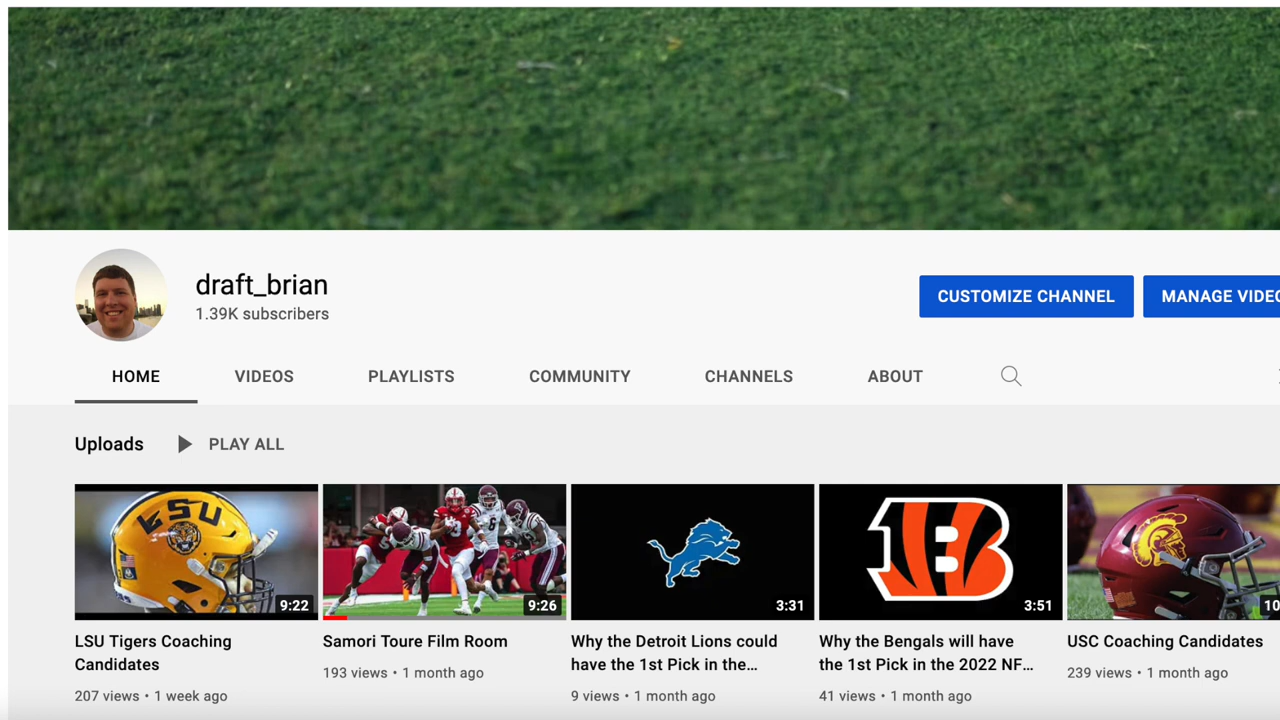 draft_brian
1.39K subscribers
CUSTOMIZE CHANNEL
MANAGE VIDEO
HOME
VIDEOS
PLAYLISTS
COMMUNITY
CHANNELS
ABOUT
Uploads
PLAY ALL
LSU
9:22
9:26
3:31
B
3:51
10
LSU Tigers Coaching
Candidates
207 views • 1 week ago
Samori Toure Film Room
193 views • 1 month ago
Why the Detroit Lions could
have the 1st Pick in the...
9 views • 1 month ago
Why the Bengals will have
the 1st Pick in the 2022 NF...
41 views • 1 month ago
USC Coaching Candidates
239 views • 1 month ago